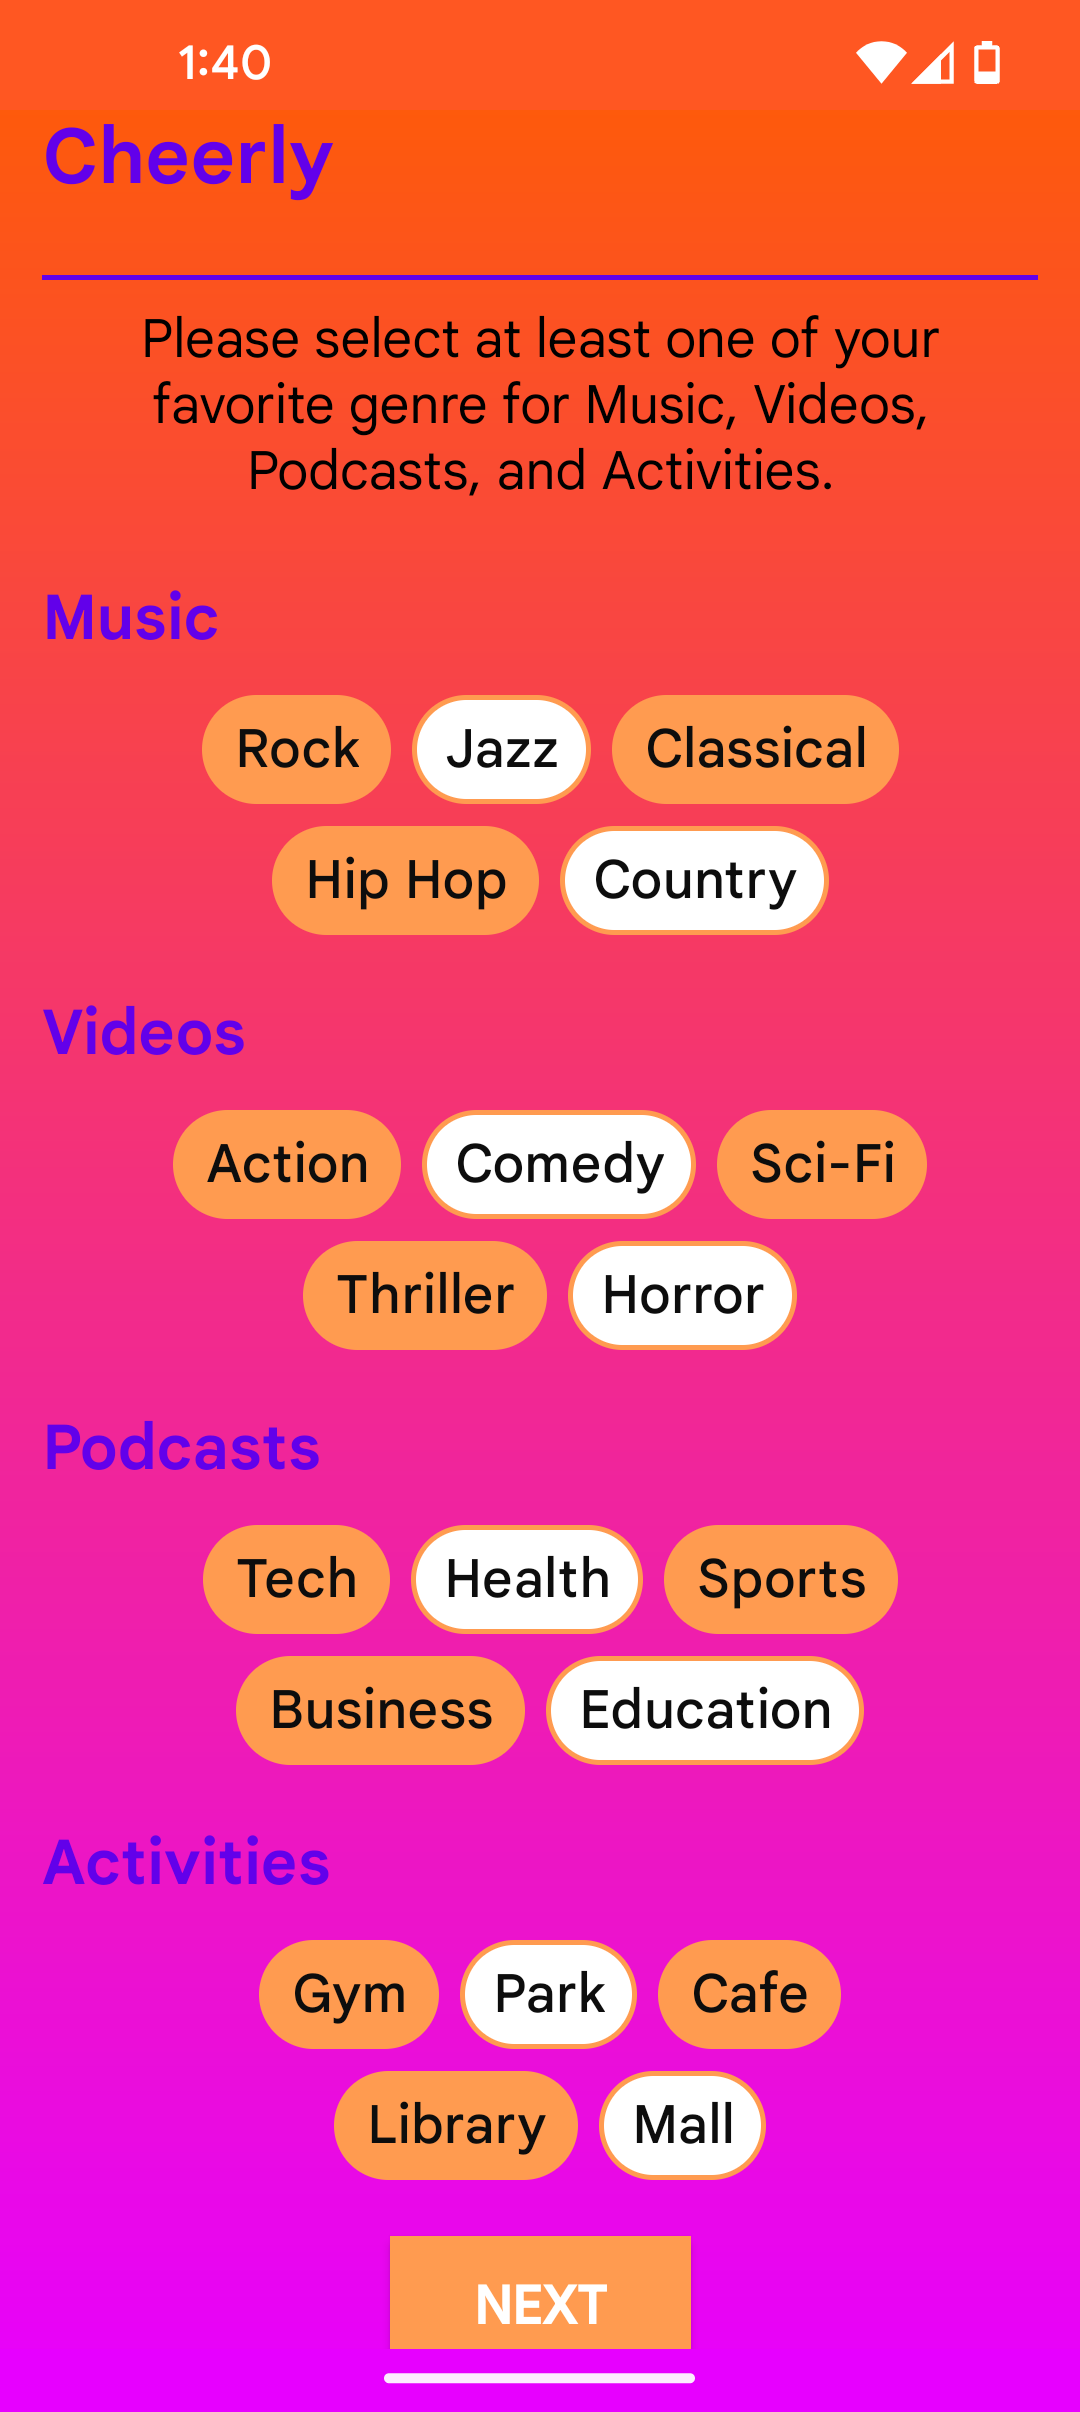 1:40
Cheerly
Please select at least one of your
favorite genre for Music, Videos,
Podcasts, and Activities.
Music
Rock Jazz Classical
Hip Hop Country
Videos
Action Comedy Sci-Fi
Thriller Horror
Podcasts
Tech Health Sports
Business Education
Activities
Gym Park Cafe
Library Mall
NEXT